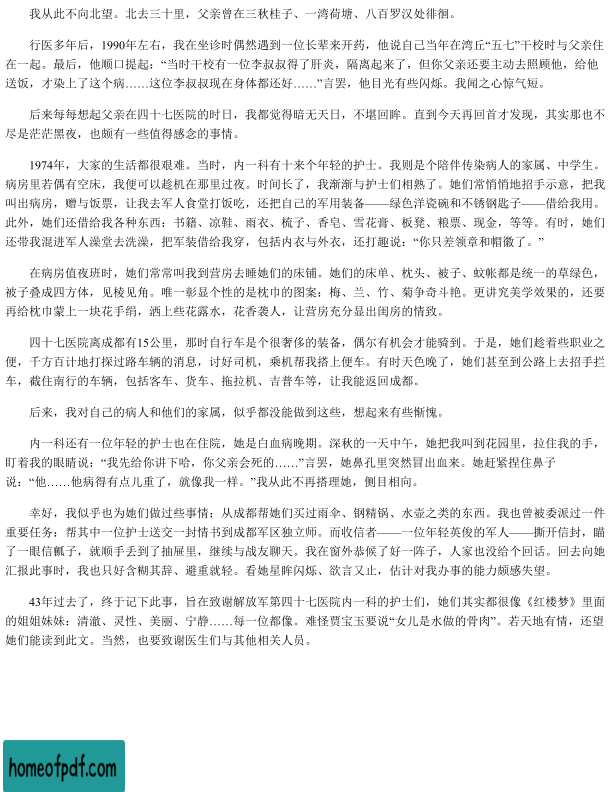 我从此不向北望。北去三十里，父亲曾在三秋桂子、一湾荷塘、八百罗汉处徘徊。
行医多年后，1990年左右，我在坐诊时偶然遇到一位长辈来开药，他说自己当年在湾丘“五七”干校时与父亲住
在一起。最后，他顺口提起：“当时干校有一位李叔叔得了肝炎，隔离起来了，但你父亲还要主动去照顾他，给他
送饭，才染上了这个病……这位李叔叔现在身体都还好……”言罢，他目光有些闪烁。我闻之心惊气短。
后来每每想起父亲在四十七医院的时日，我都觉得暗无天日，不堪回眸。直到今天再回首才发现，其实那也不
尽是茫茫黑夜，也颇有一些值得感念的事情。
1974年，大家的生活都很艰难。当时，内一科有十来个年轻的护士。我则是个陪伴传染病人的家属、中学生。
病房里若偶有空床，我便可以趁机在那里过夜。时间长了，我渐渐与护士们相熟了。她们常悄悄地招手示意，把我
叫出病房，赠与饭票，让我去军人食堂打饭吃，还把自己的军用装备——绿色洋瓷碗和不锈钢匙子——借给我用。
此外，她们还借给我各种东西：书籍、凉鞋、雨衣、梳子、香皂、雪花膏、板凳、粮票、现金，等等。有时，她们
还带我混进军人澡堂去洗澡，把军装借给我穿，包括内衣与外衣，还打趣说：“你只差领章和帽徽了。”
在病房值夜班时，她们常常叫我到营房去睡她们的床铺。她们的床单、枕头、被子、蚊帐都是统一的草绿色，
被子叠成四方体，见棱见角。唯一彰显个性的是枕巾的图案：梅、兰、竹、菊争奇斗艳。更讲究美学效果的，还要
再给枕巾蒙上一块花手绢，洒上些花露水，花香袭人，让营房充分显出闺房的情致。
四十七医院离成都有15公里，那时自行车是个很奢侈的装备，偶尔有机会才能骑到。于是，她们趁着些职业之
便，千方百计地打探过路车辆的消息，讨好司机，乘机帮我搭上便车。有时天色晚了，她们甚至到公路上去招手拦
车，截住南行的车辆，包括客车、货车、拖拉机、吉普车等，让我能返回成都。
后来，我对自己的病人和他们的家属，似乎都没能做到这些，想起来有些惭愧。
内一科还有一位年轻的护士也在住院，她是白血病晚期。深秋的一天中午，她把我叫到花园里，拉住我的手，
盯着我的眼睛说：“我先给你讲下哈，你父亲会死的……”言罢，她鼻孔里突然冒出血来。她赶紧捏住鼻子
说：“他……他病得有点儿重了，就像我一样。”我从此不再搭理她，侧目相向。
幸好，我似乎也为她们做过些事情：从成都帮她们买过雨伞、钢精锅、水壶之类的东西。我也曾被委派过一件
重要任务：帮其中一位护士送交一封情书到成都军区独立师。而收信者——一位年轻英俊的军人——撕开信封，瞄
了一眼信瓤子，就顺手丢到了抽屉里，继续与战友聊天。我在窗外恭候了好一阵子，人家也没给个回话。回去向她
汇报此事时，我也只好含糊其辞、避重就轻。看她星眸闪烁、欲言又止，估计对我办事的能力颇感失望。
43年过去了，终于记下此事，旨在致谢解放军第四十七医院内一科的护士们，她们其实都很像《红楼梦》里面
的姐姐妹妹：清澈、灵性、美丽、宁静……每一位都像。难怪贾宝玉要说“女儿是水做的骨肉”。若天地有情，还望
她们能读到此文。当然，也要致谢医生们与其他相关人员。
homeofpdf.com